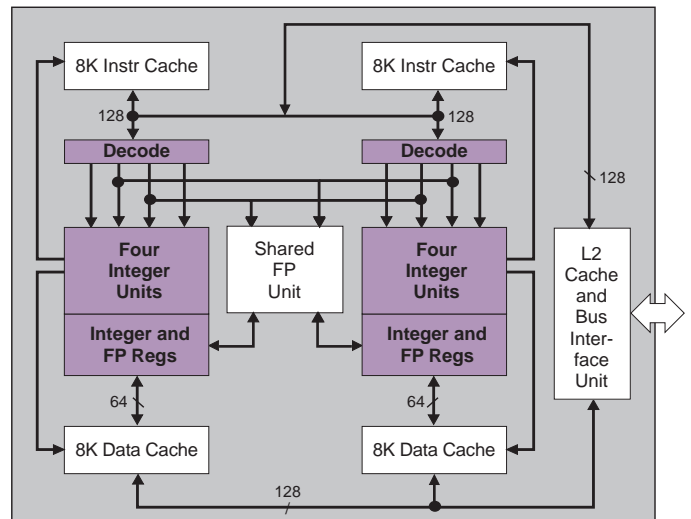 8K Instr Cache
8K Instr Cache
128
128
Decode
Decode
128
Four
Integer
Units
Shared
FP
Unit
Four
Integer
Units
L2
Cache
and
Bus
Inter-
face
Unit
Integer and
FP Regs
Integer and
FP Regs
64
64
8K Data Cache
8K Data Cache
128